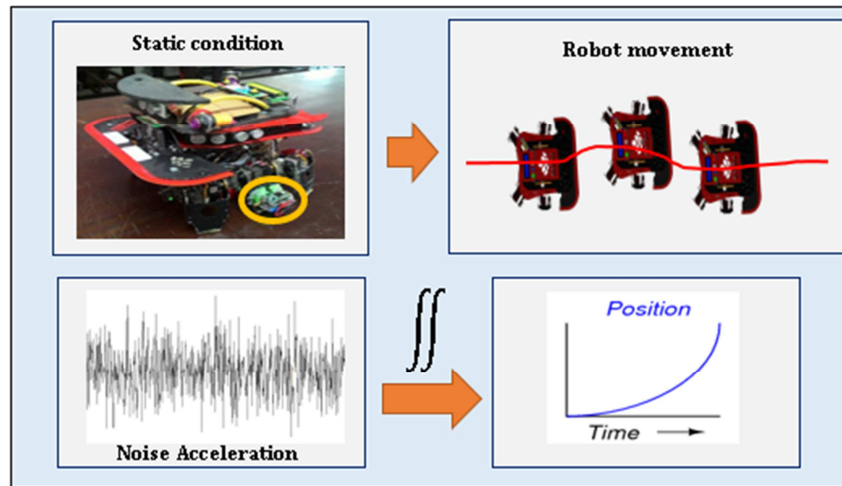 Static condition
Robot movement
∬
Position
Time
Noise Acceleration